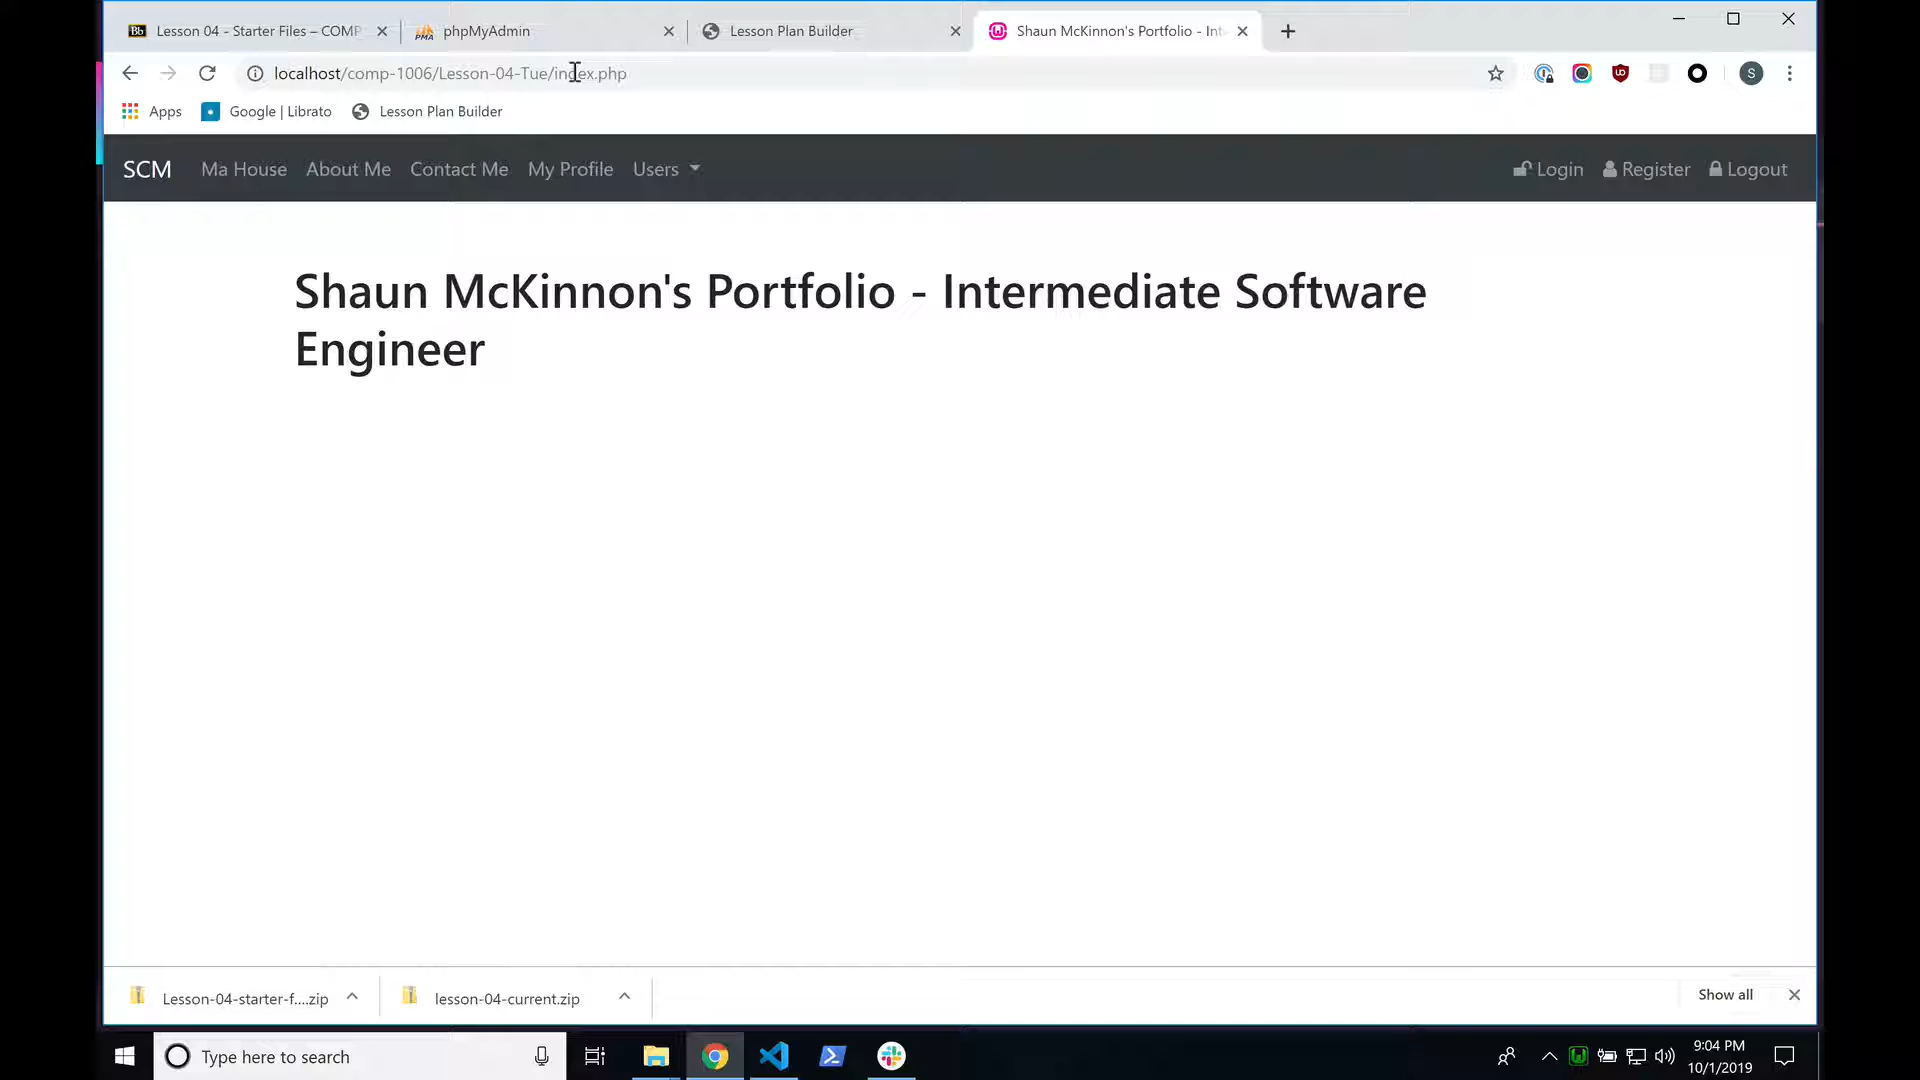 Lesson 04 - Starter Files – COMP
phpMyAdmin
Lesson Plan Builder
Shaun McKinnon's Portfolio - Int
localhost/comp-1006/Lesson-04-Tue/index.php
S
Apps
Google | Librato
Lesson Plan Builder
SCM
Ma House
About Me
Contact Me
My Profile
Users
Login
Register
Logout
Shaun McKinnon's Portfolio - Intermediate Software
Engineer
Lesson-04-starter-f....zip
lesson-04-current.zip
Show all
Type here to search
9:04 PM
10/1/2019